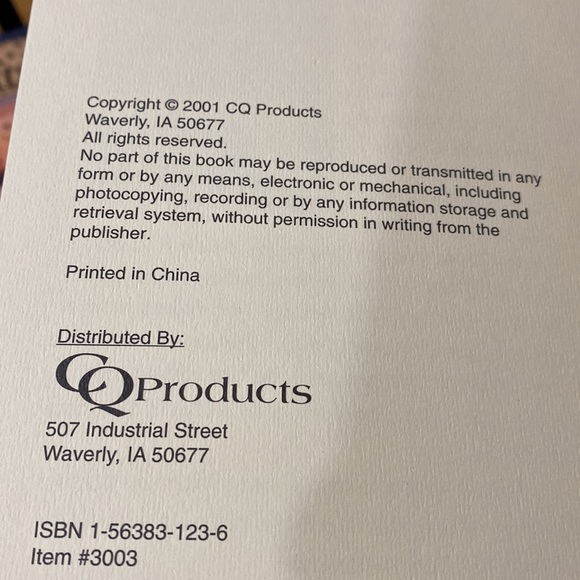 Copyright © 2001 CQ Products
Waverly, IA 50677
All rights reserved.
No part of this book may be reproduced or transmitted in any
form or by any means, electronic or mechanical, including
photocopying, recording or by any information storage and
retrieval system, without permission in writing from the
publisher.
Printed in China
Distributed By:
CQ Products
507 Industrial Street
Waverly, IA 50677
ISBN 1-56383-123-6
Item #3003